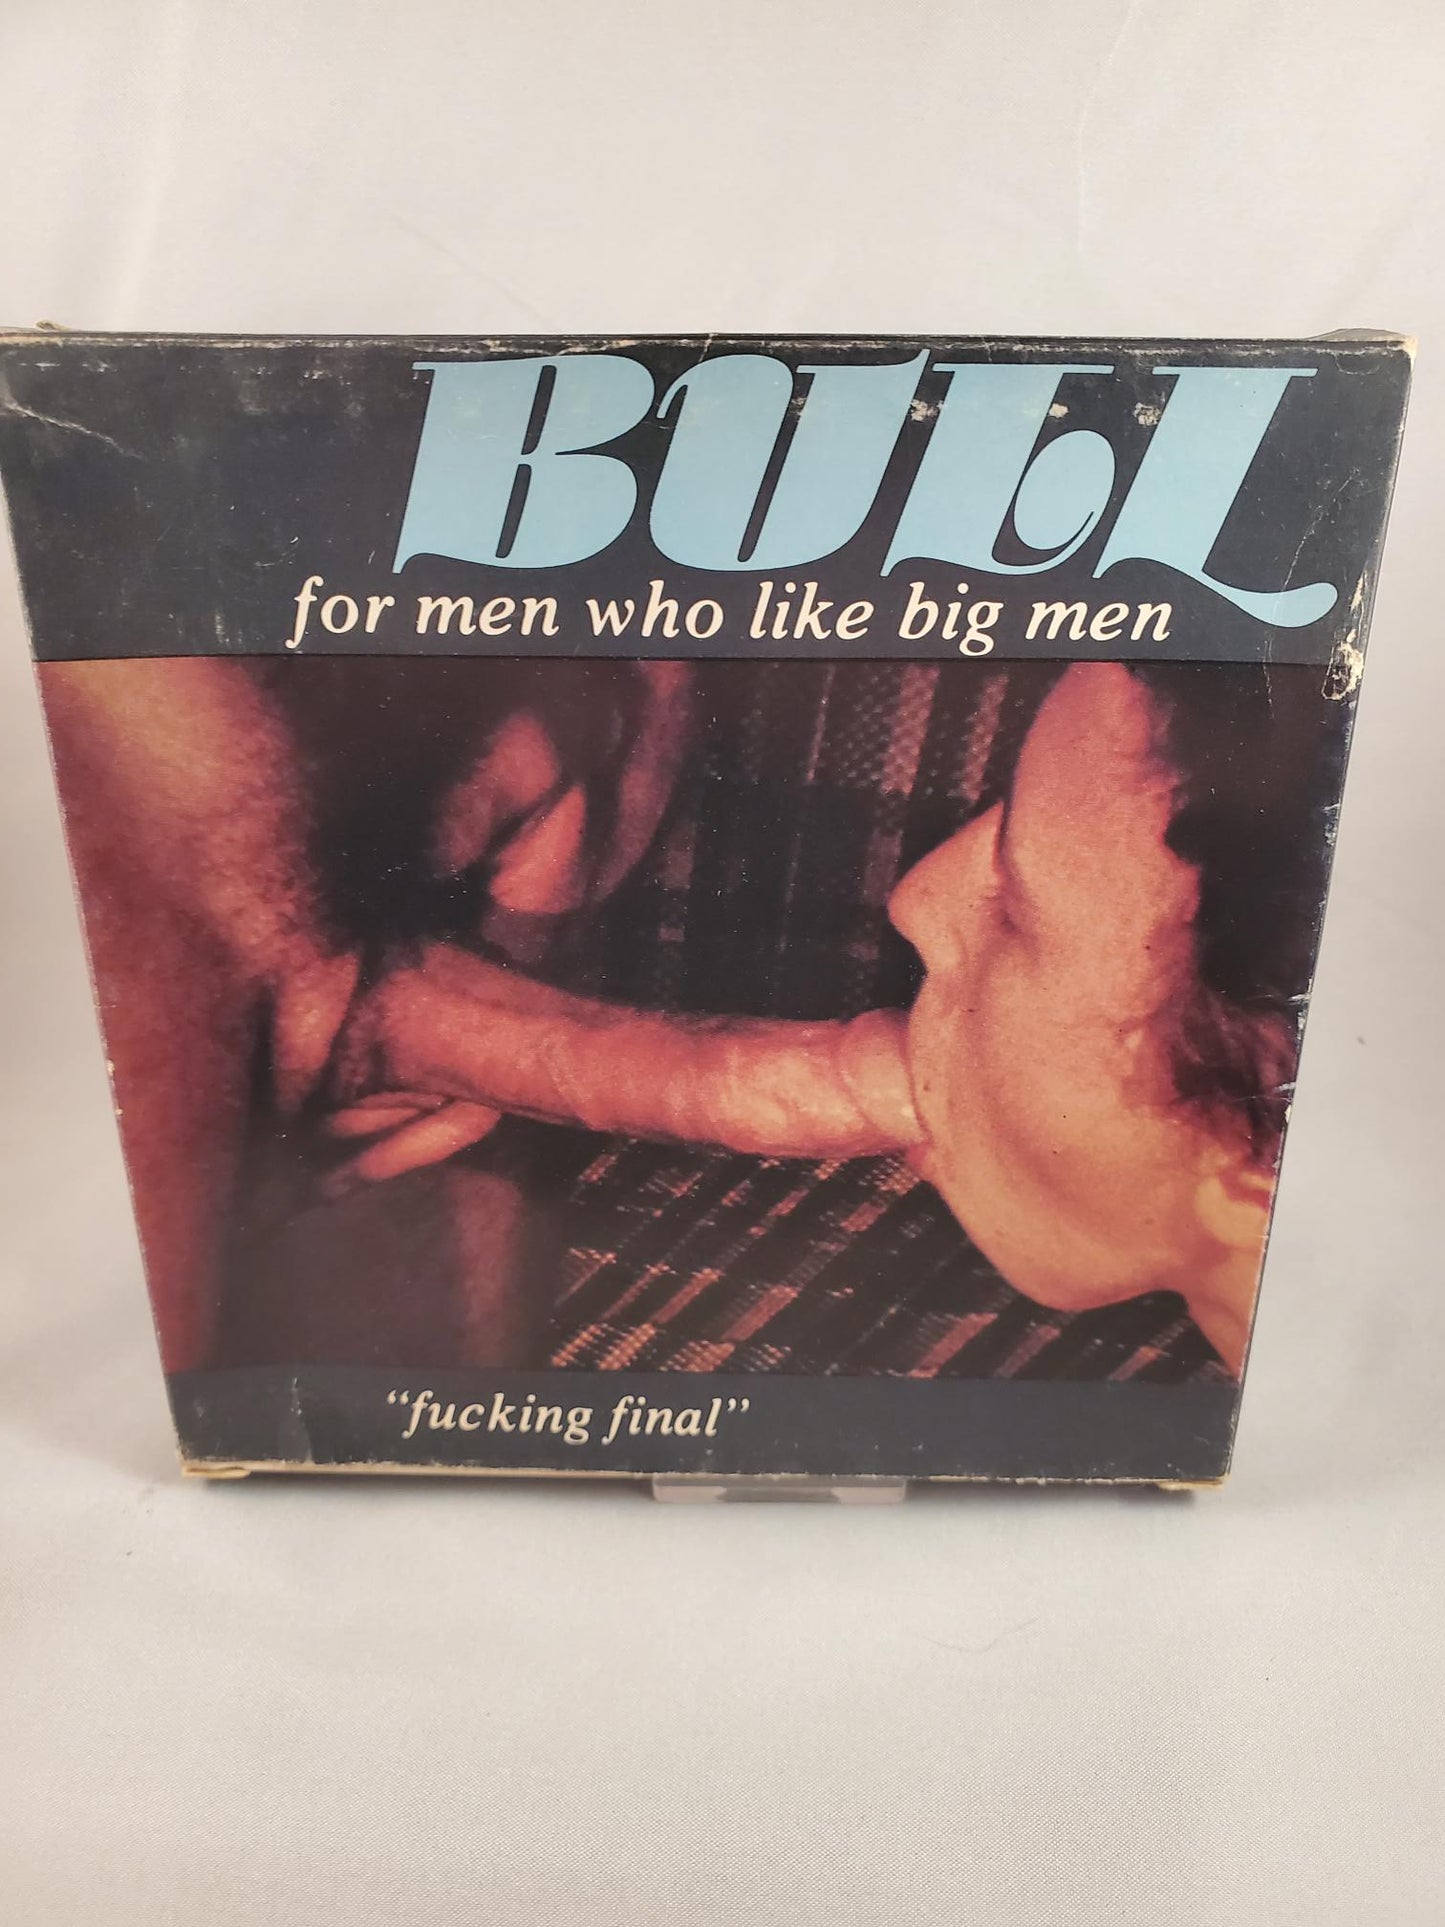 BULL
for men who like big men
“fucking final”